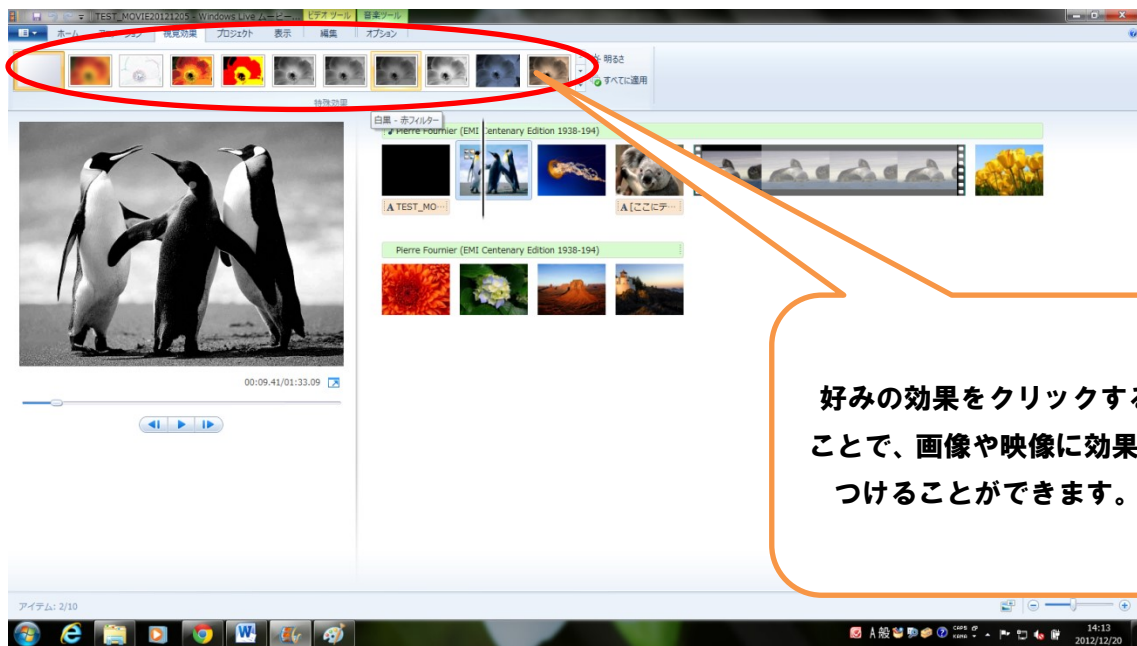 TEST_MOVIE20121205 - Windows Live ムービー...
ビデオ ツール
音楽ツール
ホーム
視覚効果
プロジェクト
表示
編集
オプション
明るさ
すべてに適用
特殊効果
白黒 - 赤フィルター
Pierre Fournier (EMI Centenary Edition 1938-194)
A TEST_MO…
A [ここにテ…
Pierre Fournier (EMI Centenary Edition 1938-194)
00:09.41/01:33.09
好みの効果をクリックする
ことで、画像や映像に効果
つけることができます。
アイテム: 2/10
A 般
CAPS
KANA
14:13
2012/12/20